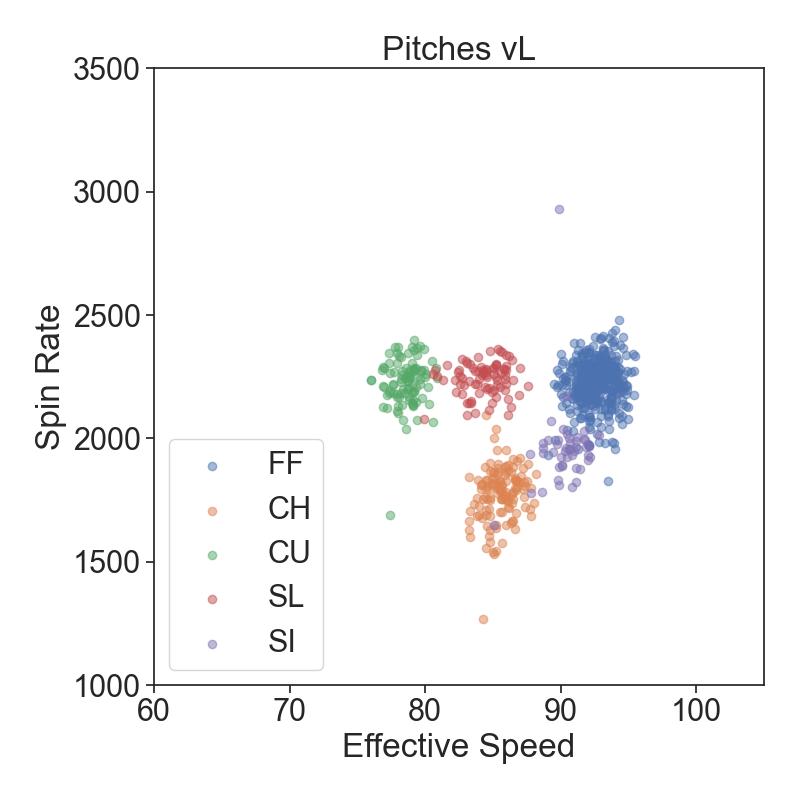 Pitches vL
3500
3000
2500
2000
1500
1000
Spin Rate
FF
CH
CU
SL
SI
60 70 80 90 100
Effective Speed